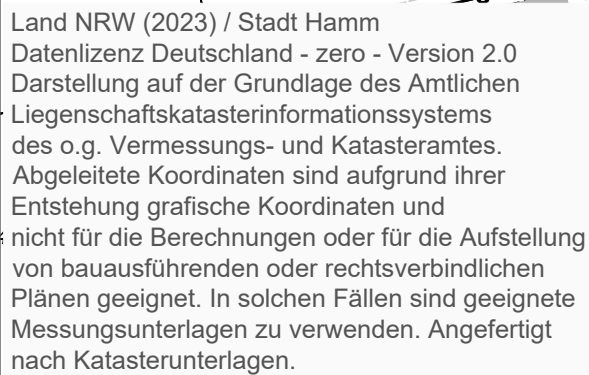 Land NRW (2023) / Stadt Hamm
Datenlizenz Deutschland - zero - Version 2.0
Darstellung auf der Grundlage des Amtlichen
Liegenschaftskatasterinformationssystems
des o.g. Vermessungs- und Katasteramtes.
Abgeleitete Koordinaten sind aufgrund ihrer
Entstehung grafische Koordinaten und
nicht für die Berechnungen oder für die Aufstellung
von bauausführenden oder rechtsverbindlichen
Plänen geeignet. In solchen Fällen sind geeignete
Messungsunterlagen zu verwenden. Angefertigt
nach Katasterunterlagen.